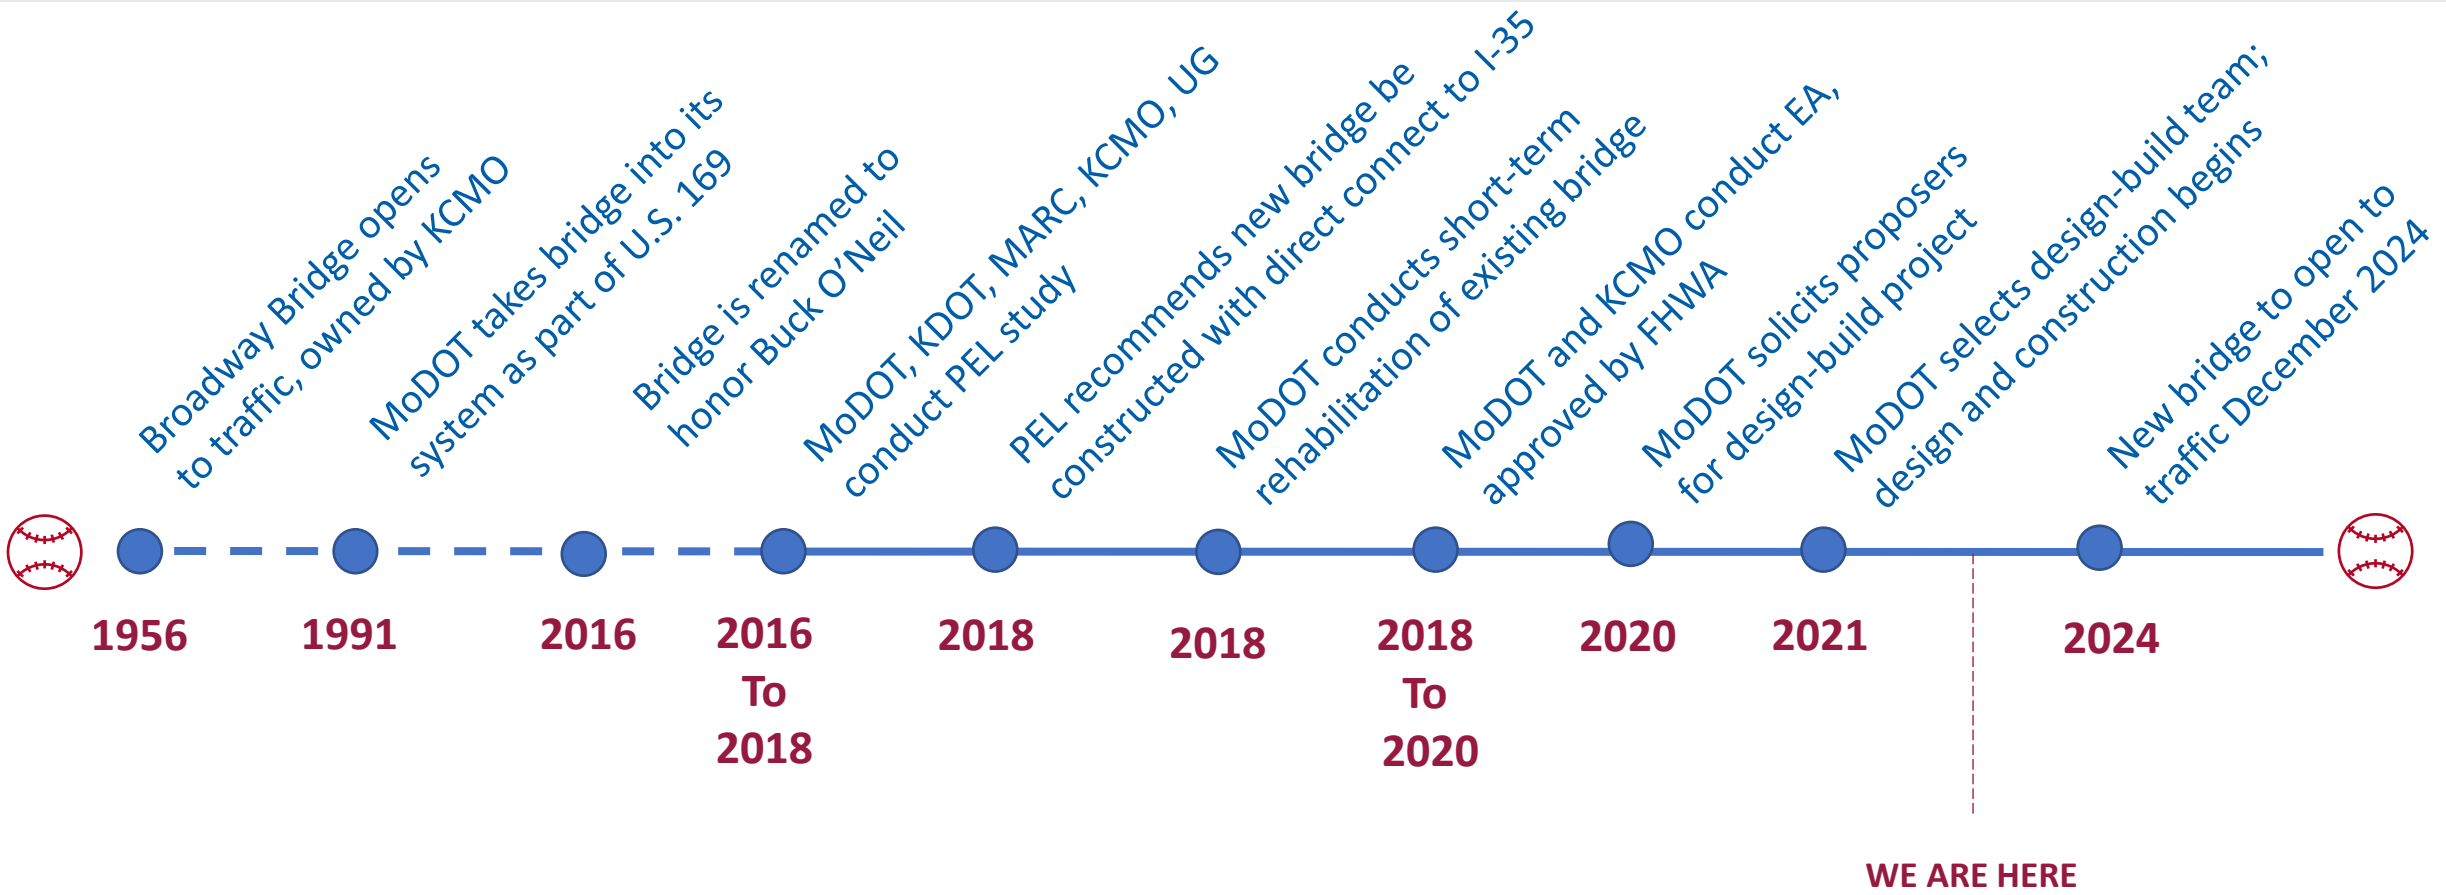 Broadway Bridge opens
to traffic, owned by KCMO
MoDOT takes bridge into its
system as part of U.S. 169
Bridge is renamed to
honor Buck O’Neil
MoDOT, KDOT, MARC, KCMO, UG
conduct PEL study
PEL recommends new bridge be
constructed with direct connect to I-35
MoDOT conducts short-term
rehabilitation of existing bridge
MoDOT and KCMO conduct EA,
approved by FHWA
MoDOT solicits proposers
for design-build project
MoDOT selects design-build team;
design and construction begins
New bridge to open to
traffic December 2024
1956
1991
2016
2016
To
2018
2018
2018
2018
To
2020
2020
2021
2024
WE ARE HERE